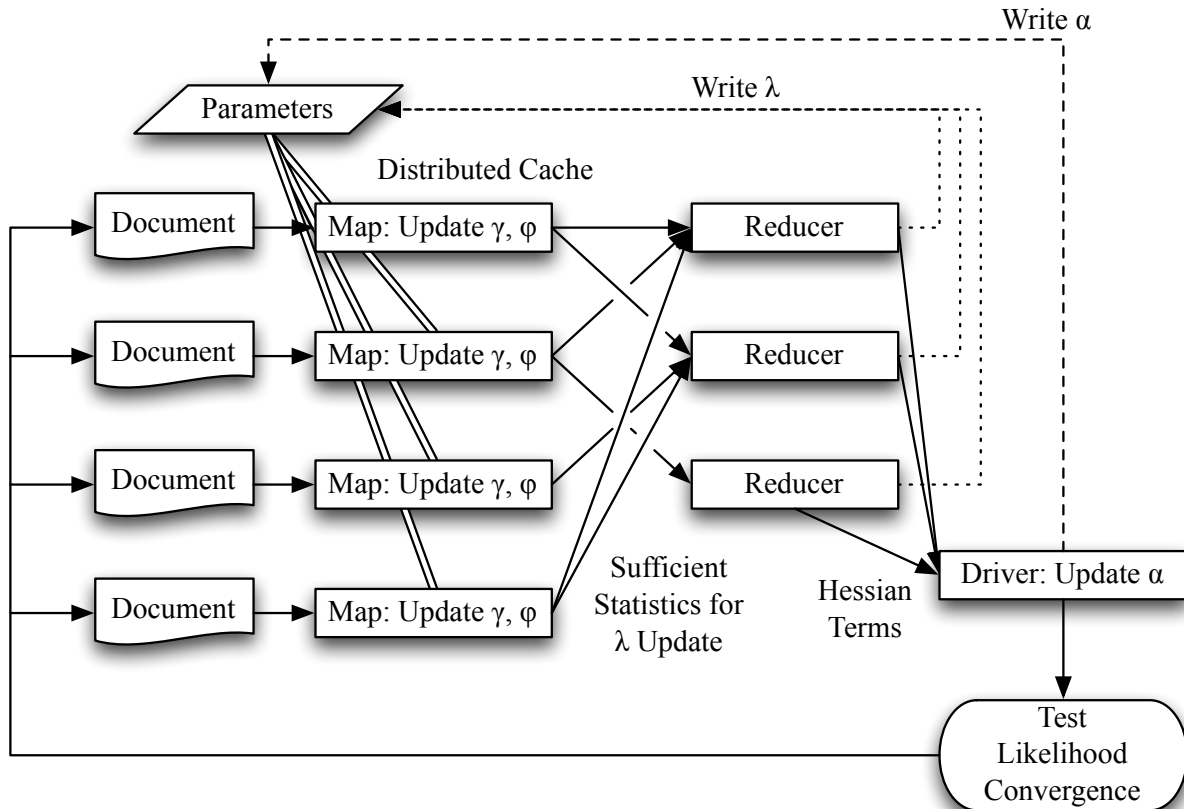 Write α
Parameters
Write λ
Distributed Cache
Document
Map: Update γ, φ
Reducer
Document
Map: Update γ, φ
Reducer
Document
Map: Update γ, φ
Reducer
Document
Map: Update γ, φ
Sufficient
Statistics for
λ Update
Hessian
Terms
Driver: Update α
Test
Likelihood
Convergence